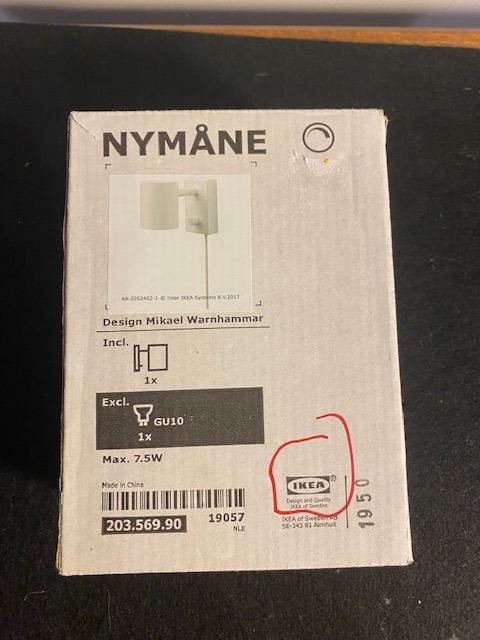 NYMÅNE
AA-2052402-1 © Inter IKEA Systems B.V.2017
Design Mikael Warnhammar
Incl.
1x
Excl.
GU10
1x
Max. 7.5W
Made in China
203.569.90
19057
NLE
IKEA®
Design and Quality
IKEA of Sweden
IKEA of Sweden AB
SE-343 81 Älmhult
1950